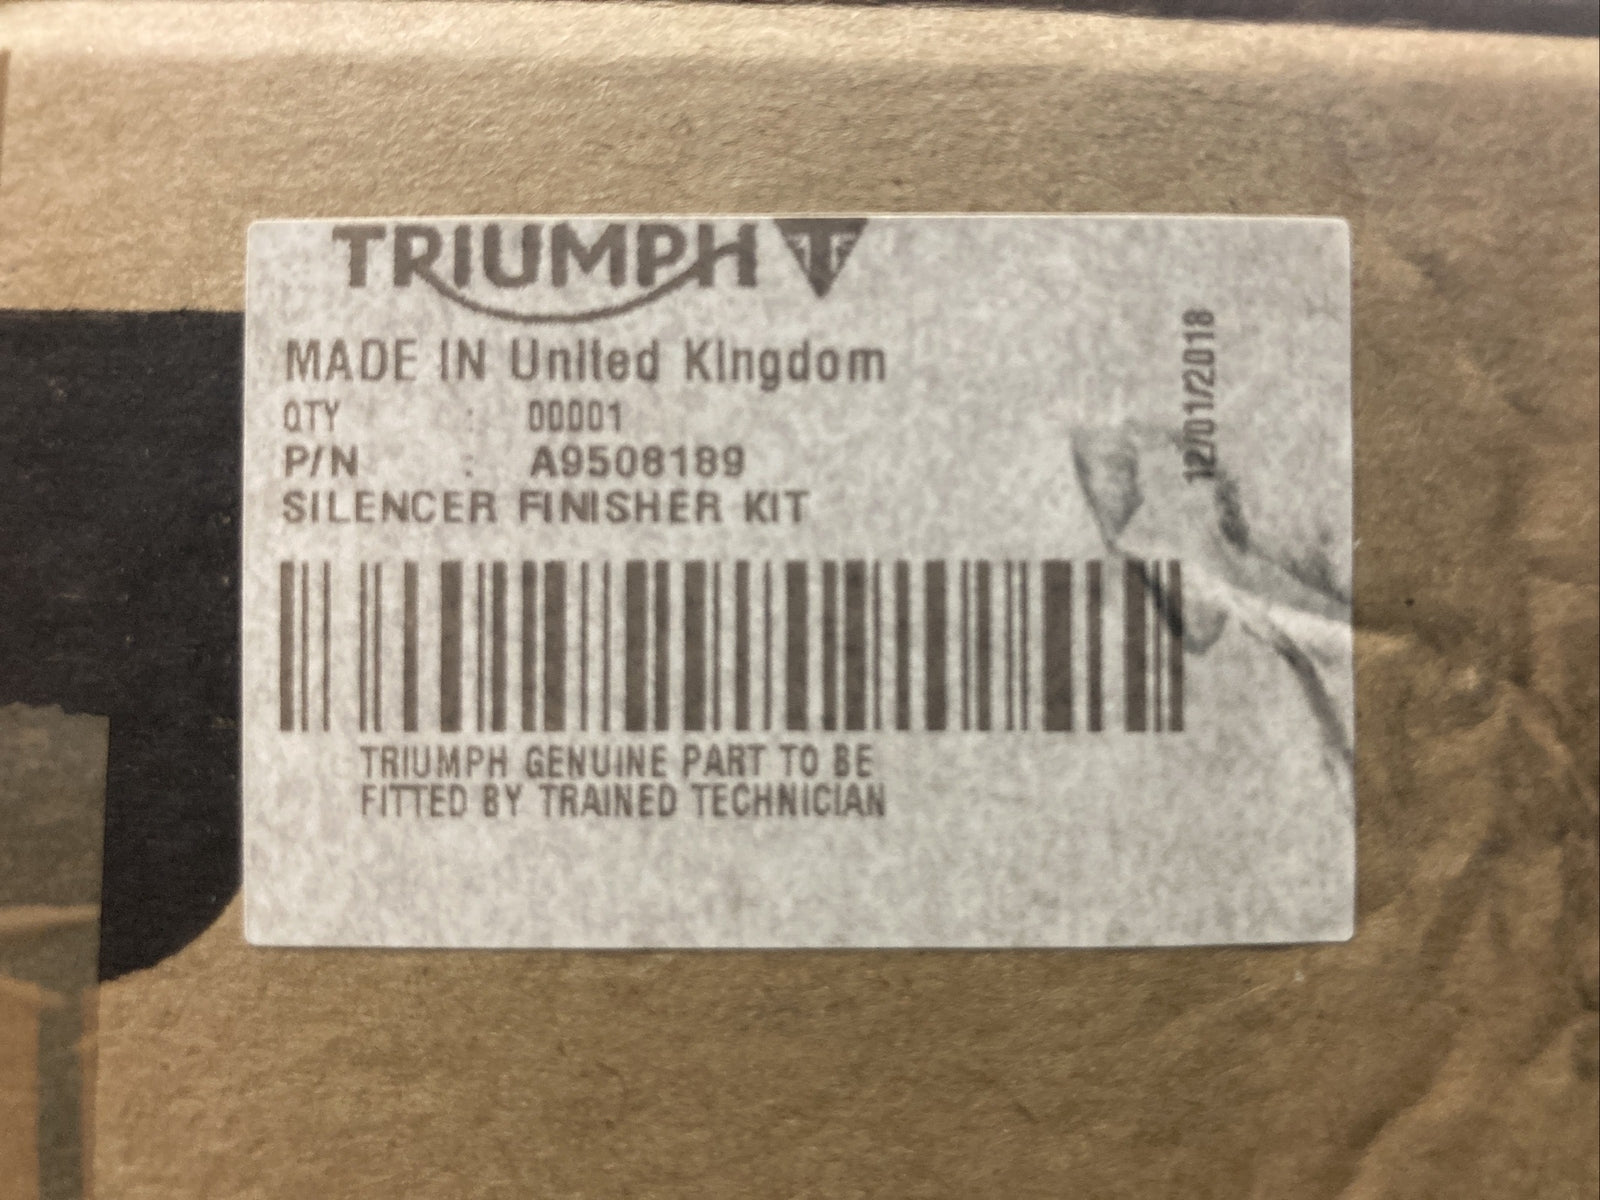 TRIUMPH
MADE IN United Kingdom
QTY : 00001
P/N : A9508189
SILENCER FINISHER KIT
12/01/2018
TRIUMPH GENUINE PART TO BE
FITTED BY TRAINED TECHNICIAN